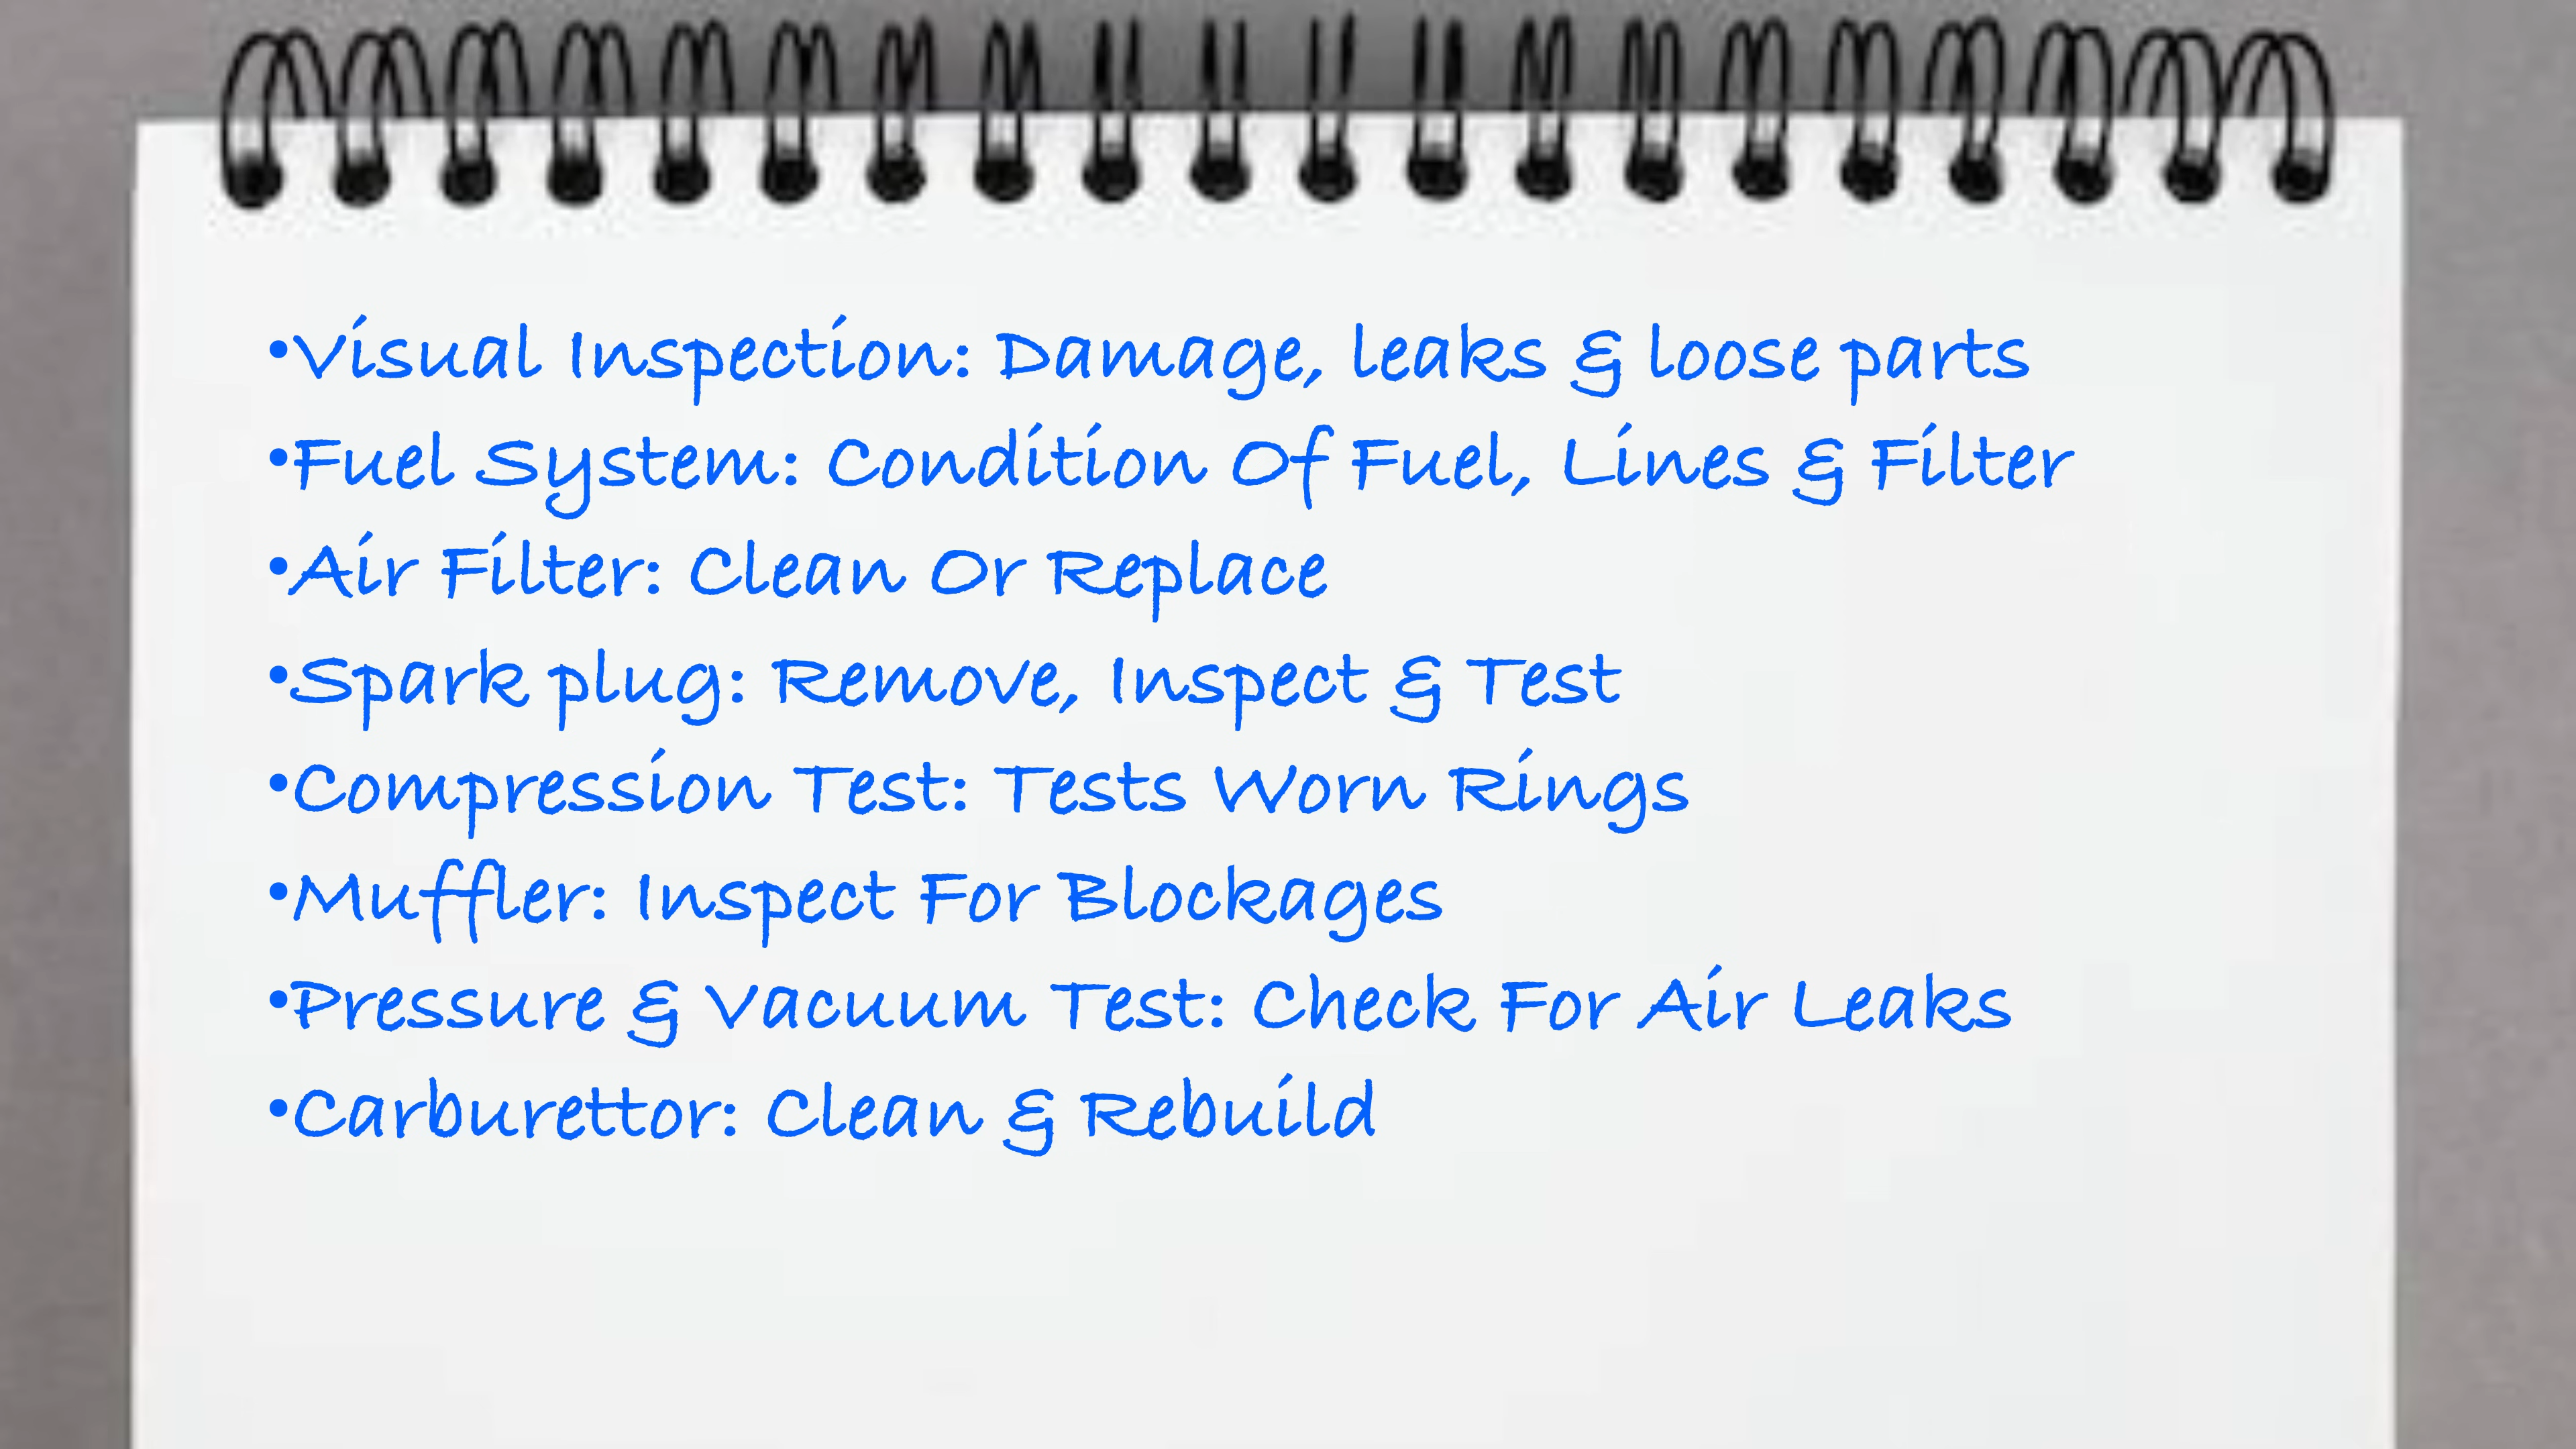 •Visual Inspection: Damage, leaks & loose parts
•Fuel System: Condition Of Fuel, Lines & Filter
•Air Filter: Clean Or Replace
•Spark plug: Remove, Inspect & Test
•Compression Test: Tests Worn Rings
•Muffler: Inspect For Blockages
•Pressure & Vacuum Test: Check For Air Leaks
•Carburettor: Clean & Rebuild